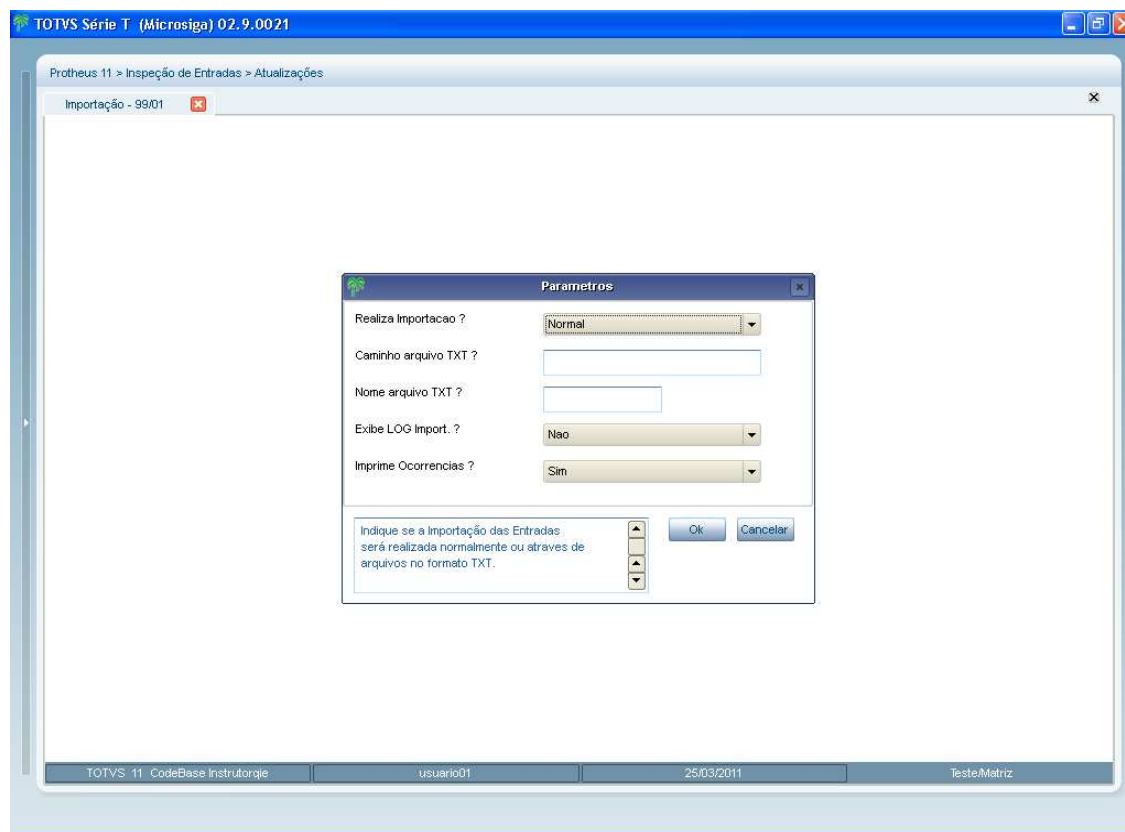 TOTVS Série T (Microsiga) 02.9.0021
Protheus 11 > Inspeção de Entradas > Atualizações
Importação - 99/01
Parametros
Realiza Importacao ?
Normal
Caminho arquivo TXT ?
Nome arquivo TXT ?
Exibe LOG Import. ?
Nao
Imprime Ocorrencias ?
Sim
Indique se a Importação das Entradas
será realizada normalmente ou atraves de
arquivos no formato TXT.
Ok
Cancelar
TOTVS 11 CodeBase Instrutorqie
usuario01
25/03/2011
Teste/Matriz